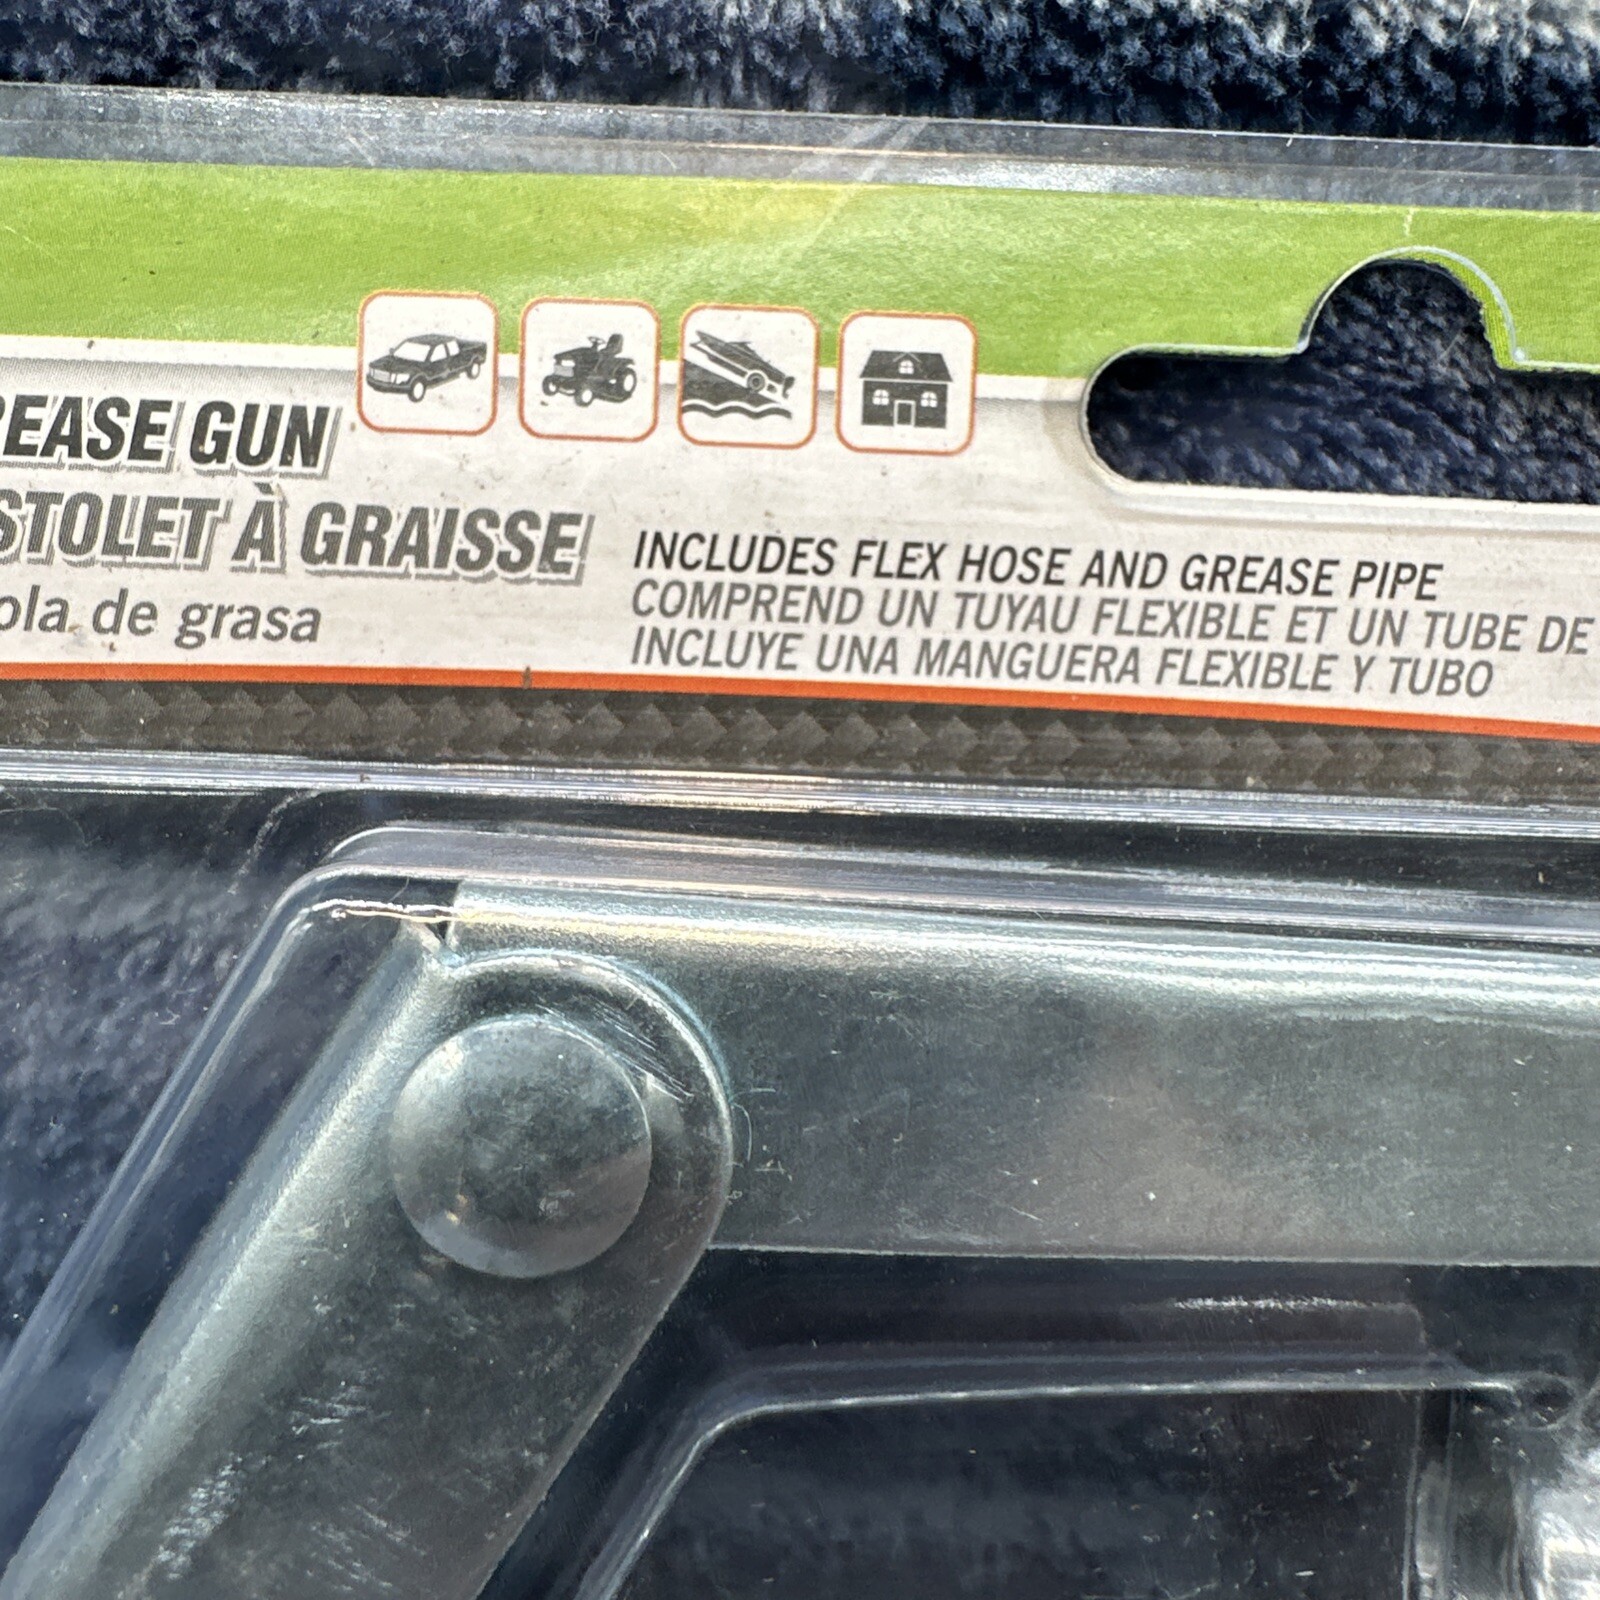 REASE GUN
STOLET À GRAISSE
ola de grasa
INCLUDES FLEX HOSE AND GREASE PIPE
COMPREND UN TUYAU FLEXIBLE ET UN TUBE DE
INCLUYE UNA MANGUERA FLEXIBLE Y TUBO